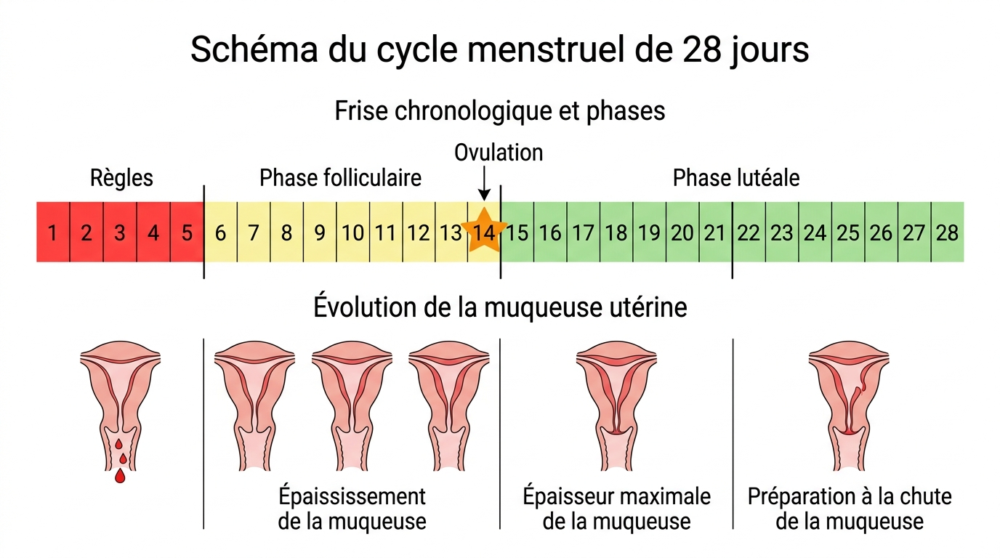 Schéma du cycle menstruel de 28 jours
Frise chronologique et phases
Ovulation
Règles Phase folliculaire Phase lutéale
1 2 3 4 5 6 7 8 9 10 11 12 13 14 15 16 17 18 19 20 21 22 23 24 25 26 27 28
Évolution de la muqueuse utérine
Épaississement
de la muqueuse
Épaisseur maximale
de la muqueuse
Préparation à la chute
de la muqueuse